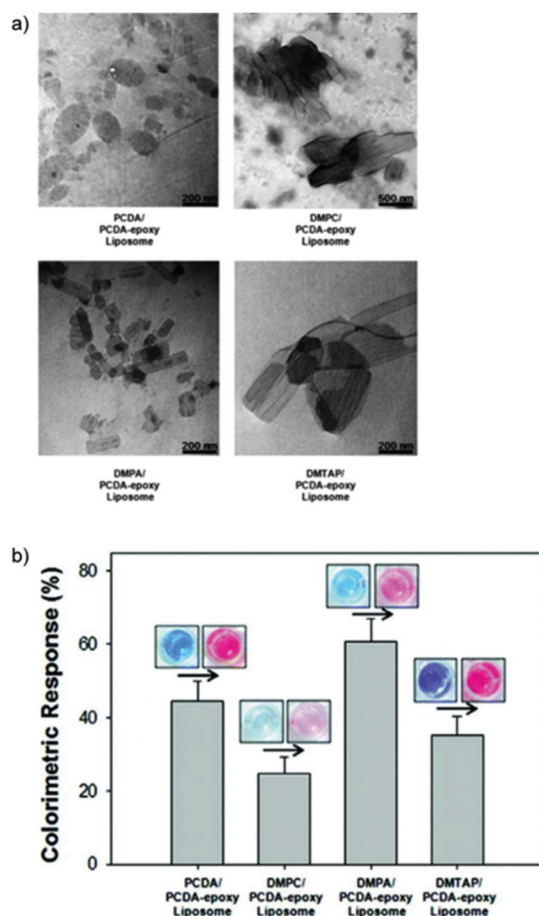 a)
200 nm
500 nm
PCDA/
PCDA-epoxy
Liposome
DMPC/
PCDA-epoxy
Liposome
200 nm
200 nm
DMPA/
PCDA-epoxy
Liposome
DMTAP/
PCDA-epoxy
Liposome
b)
Colorimetric Response (%)
80
60
40
20
0
PCDA/
PCDA-epoxy
Liposome
DMPC/
PCDA-epoxy
Liposome
DMPA/
PCDA-epoxy
Liposome
DMTAP/
PCDA-epoxy
Liposome